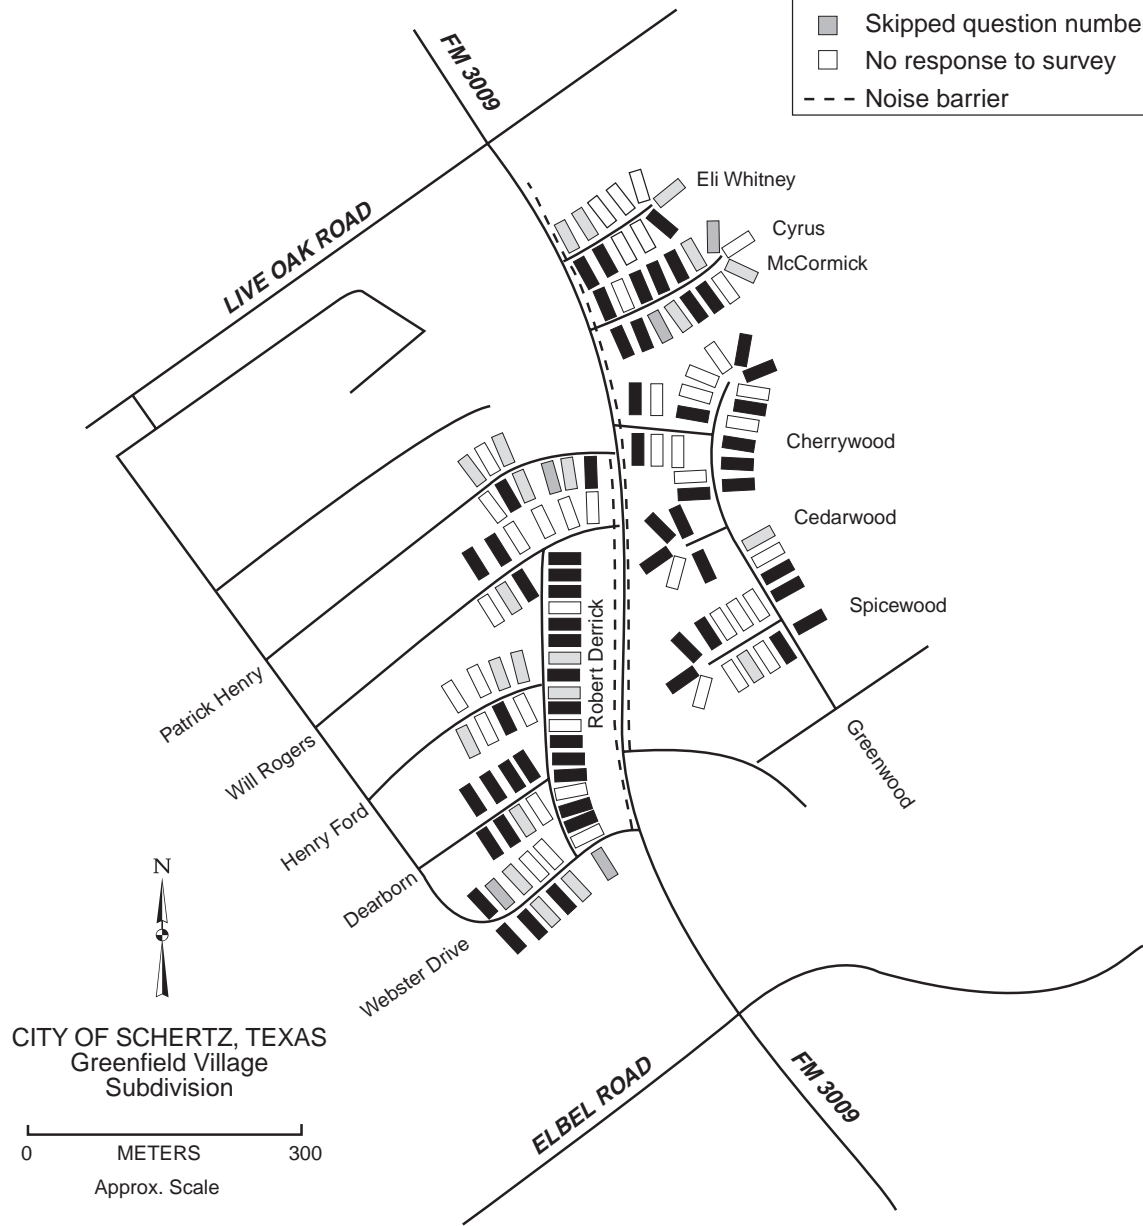 Skipped question numbe
No response to survey
Noise barrier
FM 3009
LIVE OAK ROAD
Eli Whitney
Cyrus
McCormick
Cherrywood
Cedarwood
Spicewood
Robert Derrick
Greenwood
Patrick Henry
Will Rogers
Henry Ford
Dearborn
Webster Drive
N
CITY OF SCHERTZ, TEXAS
Greenfield Village
Subdivision
0 METERS 300
Approx. Scale
ELBEL ROAD
FM 3009